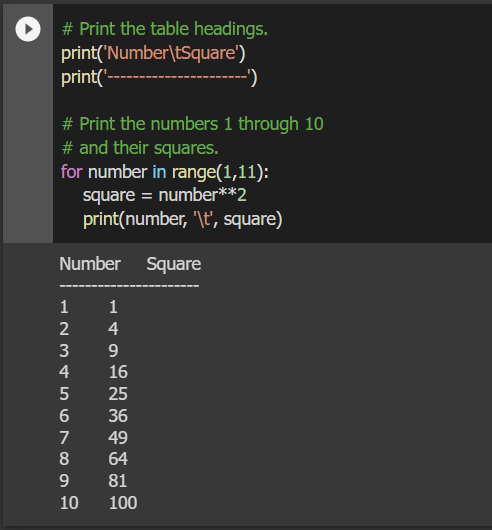 # Print the table headings.
print('Number\tSquare')
print('----------------------')
# Print the numbers 1 through 10
# and their squares.
for number in range(1,11):
    square = number**2
    print(number, '\t', square)
Number	Square
----------------------
1	1
2	4
3	9
4	16
5	25
6	36
7	49
8	64
9	81
10	100